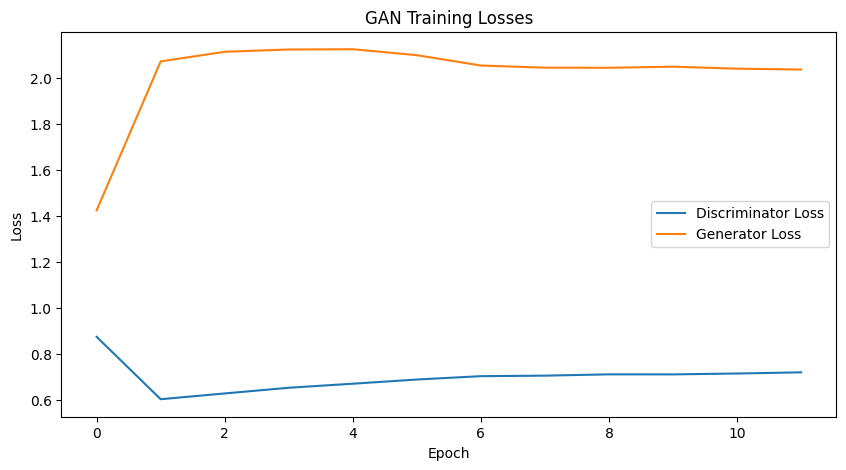 GAN Training Losses
2.0
1.8
1.6
1.4
1.2
1.0
0.8
0.6
Loss
Discriminator Loss
Generator Loss
0 2 4 6 8 10
Epoch